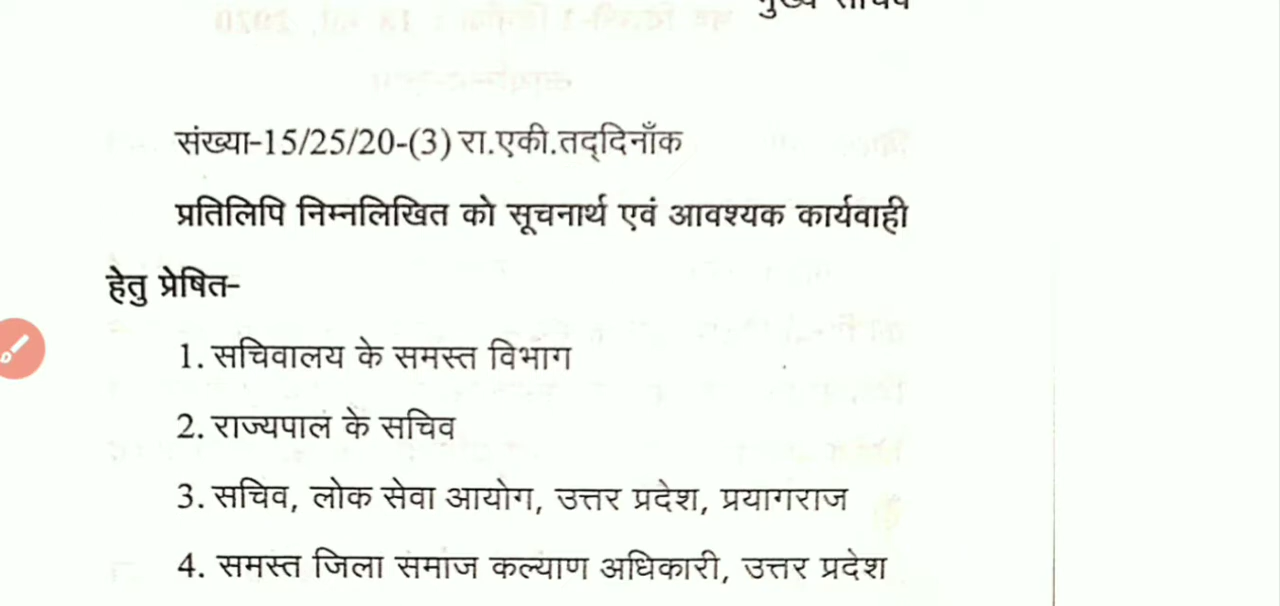 संख्या-15/25/20-(3) रा.एकी.तद्दिनाँक
प्रतिलिपि निम्नलिखित को सूचनार्थ एवं आवश्यक कार्यवाही
हेतु प्रेषित-
1. सचिवालय के समस्त विभाग
2. राज्यपाल के सचिव
3. सचिव, लोक सेवा आयोग, उत्तर प्रदेश, प्रयागराज
4. समस्त जिला समाज कल्याण अधिकारी, उत्तर प्रदेश